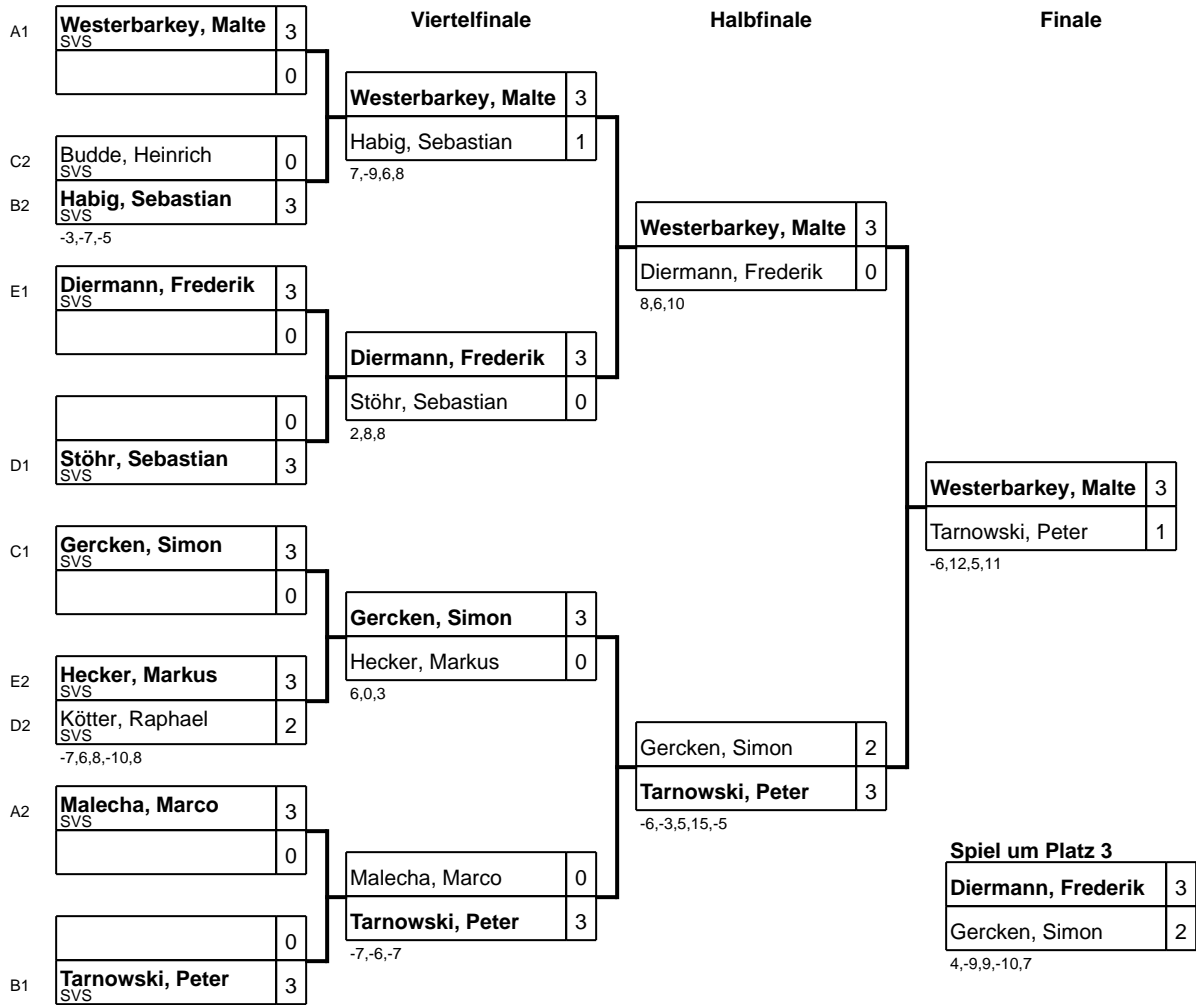 Viertelfinale
Halbfinale
Finale
A1
Westerbarkey, Malte 3
SVS
0
C2
Budde, Heinrich 0
SVS
B2
Habig, Sebastian 3
SVS
-3,-7,-5
E1
Diermann, Frederik 3
SVS
0
0
D1
Stöhr, Sebastian 3
SVS
C1
Gercken, Simon 3
SVS
0
E2
Hecker, Markus 3
SVS
D2
Kötter, Raphael 2
SVS
-7,6,8,-10,8
A2
Malecha, Marco 3
SVS
0
0
B1
Tarnowski, Peter 3
SVS
Westerbarkey, Malte 3
Habig, Sebastian 1
7,-9,6,8
Diermann, Frederik 3
Stöhr, Sebastian 0
2,8,8
Gercken, Simon 3
Hecker, Markus 0
6,0,3
Malecha, Marco 0
Tarnowski, Peter 3
-7,-6,-7
Westerbarkey, Malte 3
Diermann, Frederik 0
8,6,10
Gercken, Simon 2
Tarnowski, Peter 3
-6,-3,5,15,-5
Westerbarkey, Malte 3
Tarnowski, Peter 1
-6,12,5,11
Spiel um Platz 3
Diermann, Frederik 3
Gercken, Simon 2
4,-9,9,-10,7